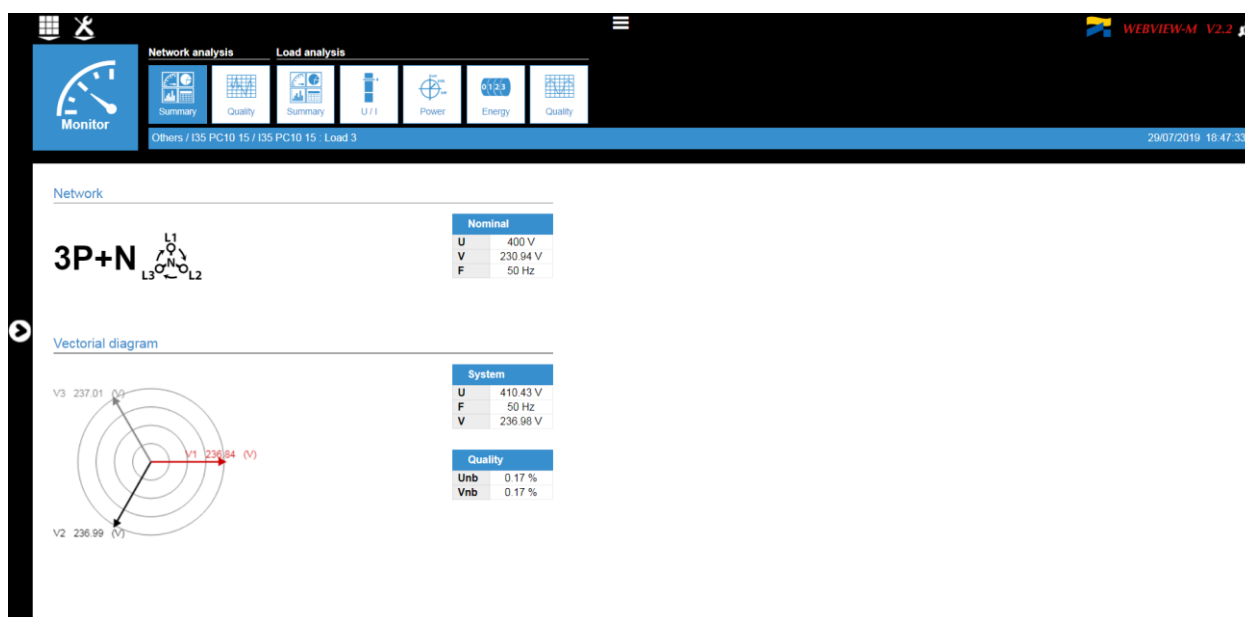 WEBVIEW-M V2.2
Monitor
Network analysis Load analysis
Summary Quality Summary U / I Power Energy Quality
Others / I35 PC10 15 / I35 PC10 15 : Load 3 29/07/2019 18:47:33
Network
3P+N
L1
N
L3 L2
Nominal
U 400 V
V 230.94 V
F 50 Hz
Vectorial diagram
V3 237.01 (V)
V1 236.84 (V)
V2 236.99 (V)
System
U 410.43 V
F 50 Hz
V 236.98 V
Quality
Unb 0.17 %
Vnb 0.17 %